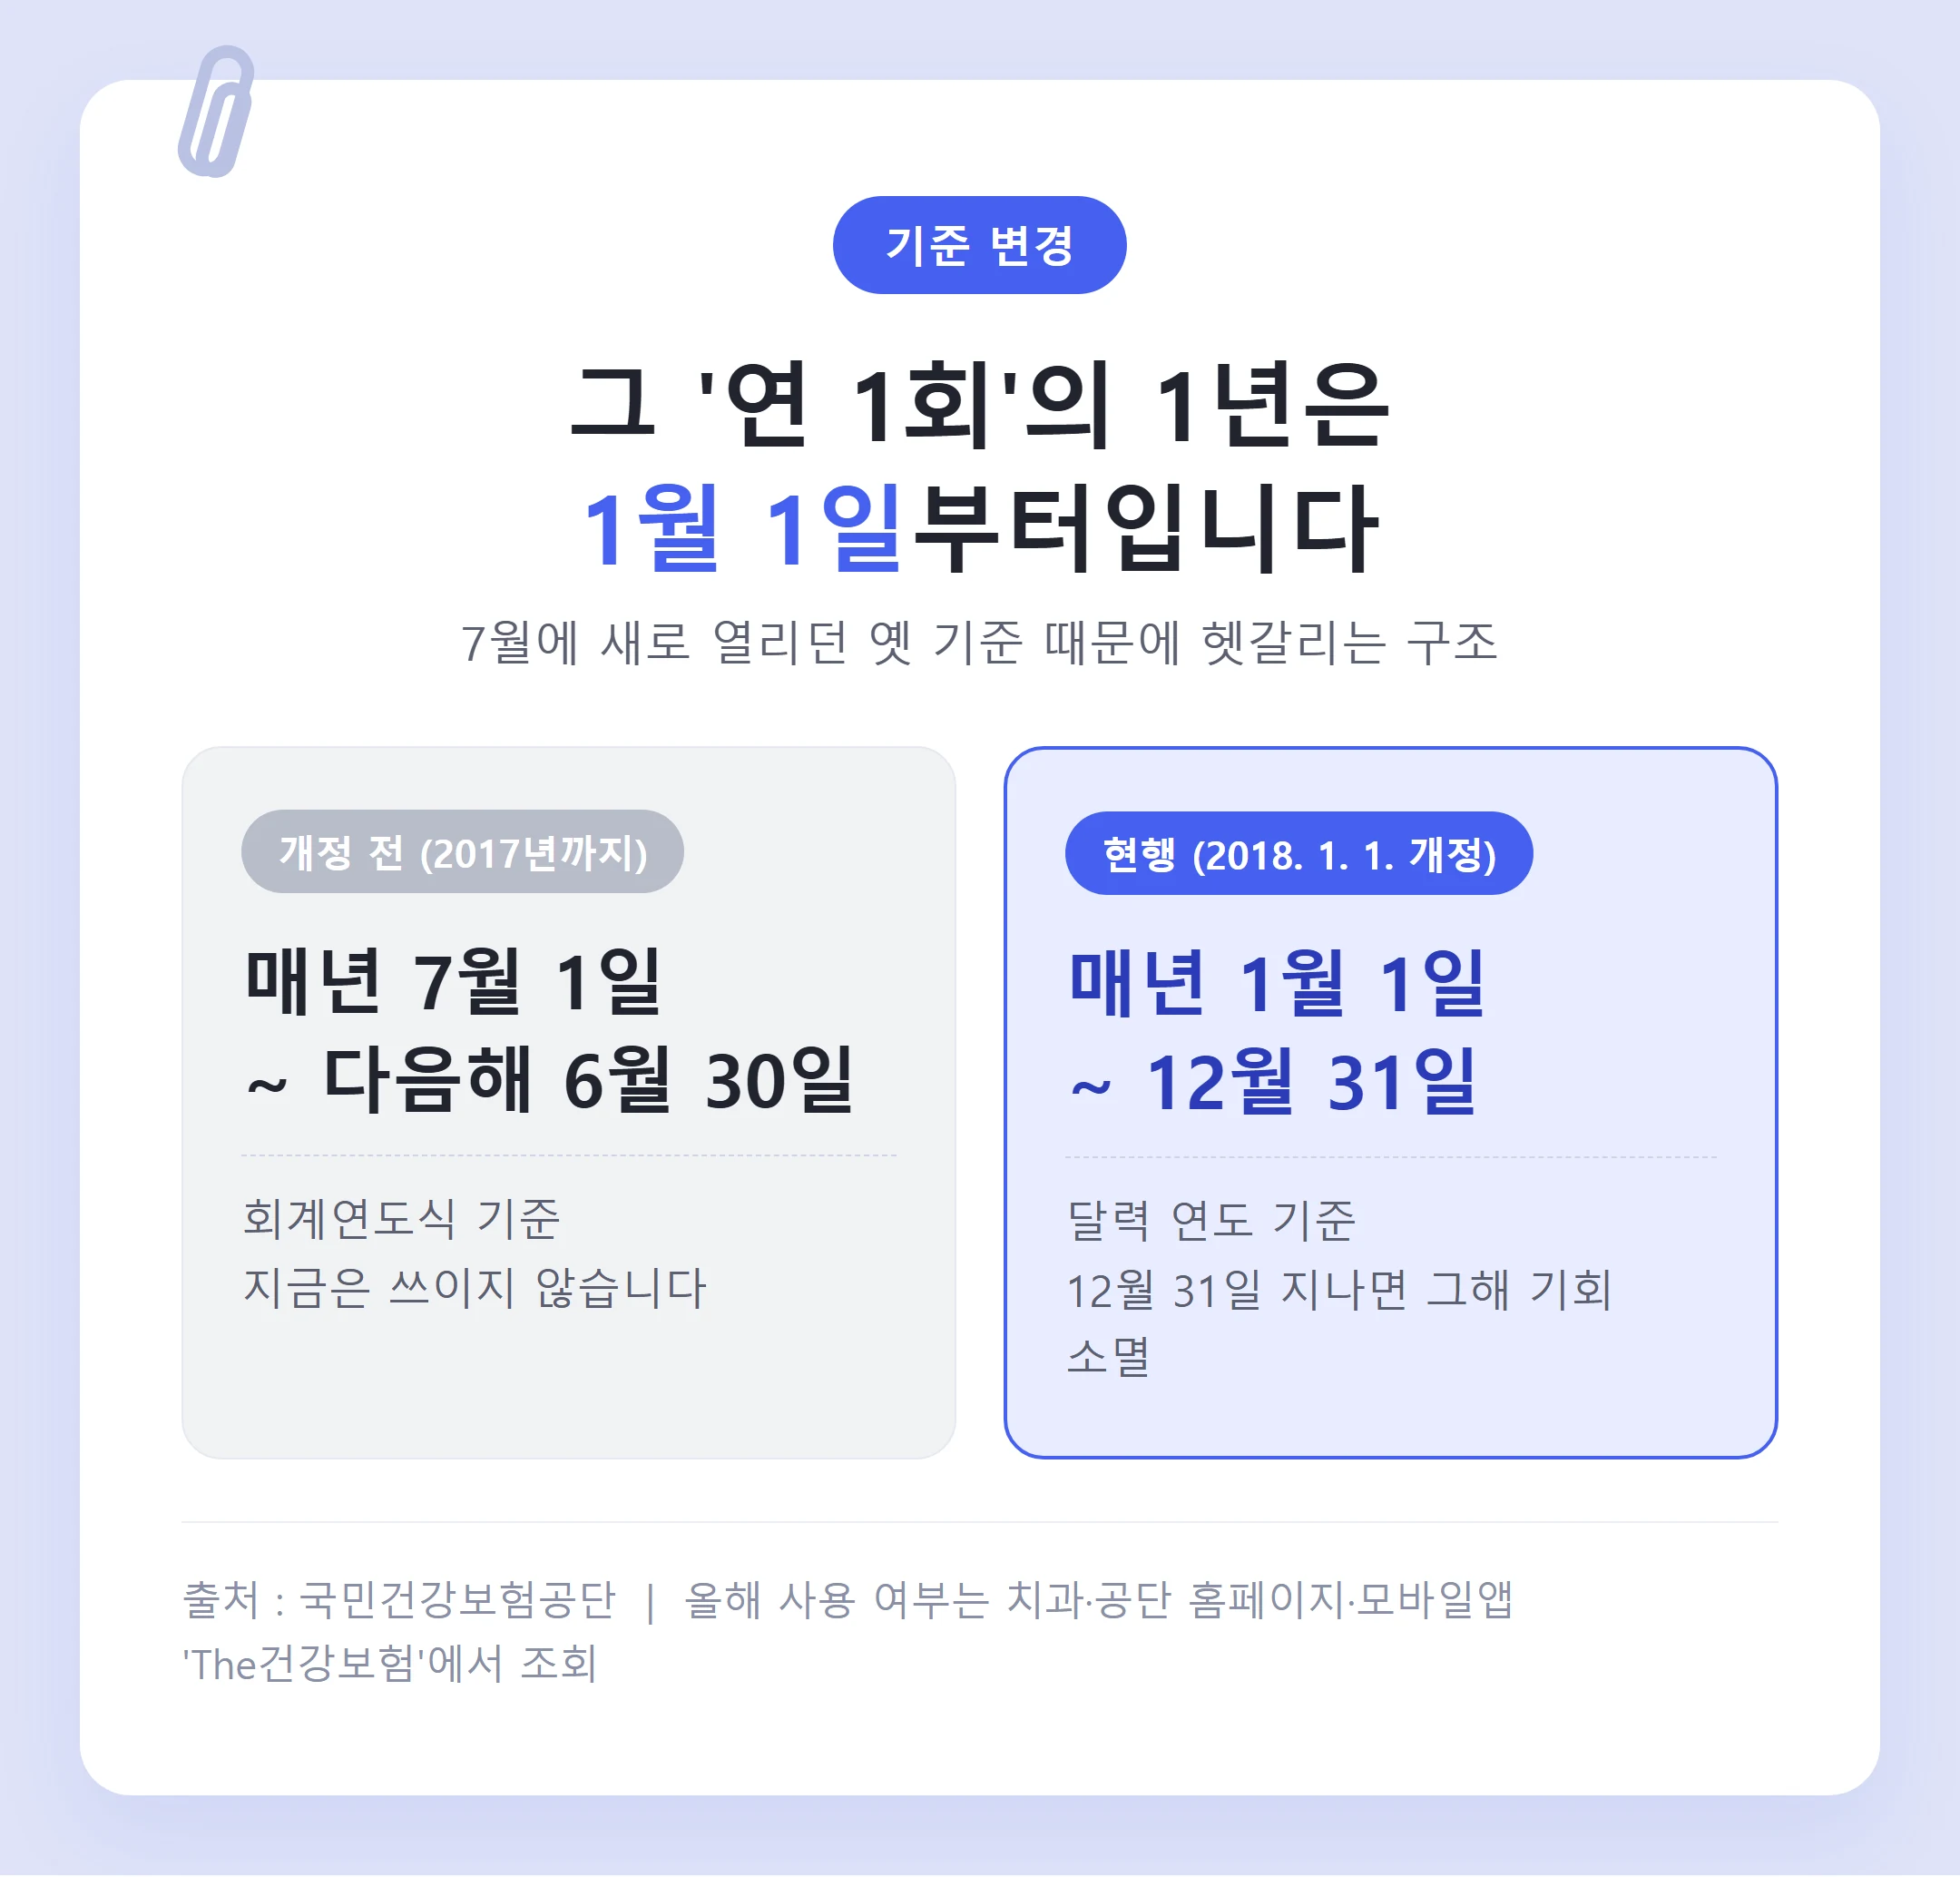 기준 변경
그 '연 1회'의 1년은
1월 1일부터입니다
7월에 새로 열리던 옛 기준 때문에 헷갈리는 구조
개정 전 (2017년까지)
매년 7월 1일
~ 다음해 6월 30일
회계연도식 기준
지금은 쓰이지 않습니다
현행 (2018. 1. 1. 개정)
매년 1월 1일
~ 12월 31일
달력 연도 기준
12월 31일 지나면 그해 기회
소멸
출처 : 국민건강보험공단 | 올해 사용 여부는 치과·공단 홈페이지·모바일앱
'The건강보험'에서 조회